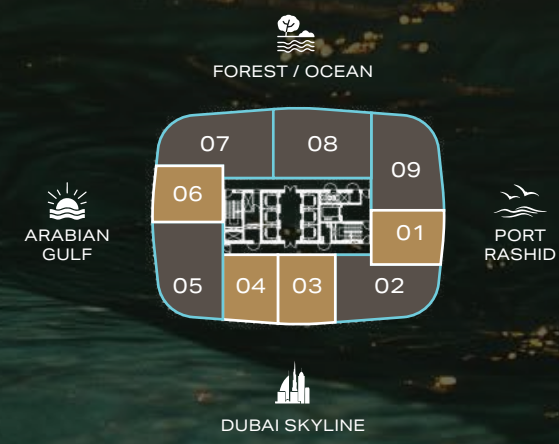 FOREST / OCEAN
07
08
09
06
ARABIAN
GULF
01
PORT
RASHID
05
04
03
02
DUBAI SKYLINE